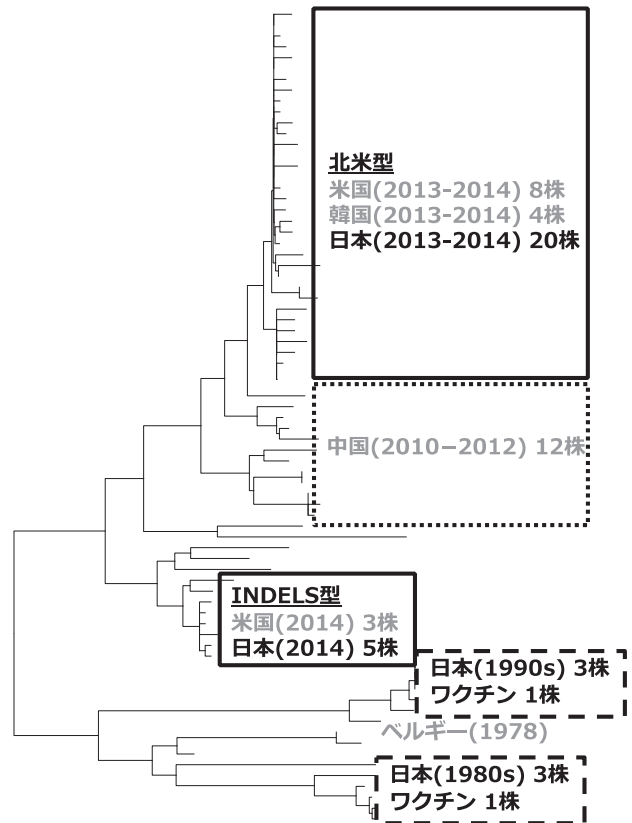 北米型
米国(2013-2014) 8株
韓国(2013-2014) 4株
日本(2013-2014) 20株
中国(2010−2012) 12株
INDELS型
米国(2014) 3株
日本(2014) 5株
日本(1990s) 3株
ワクチン 1株
ベルギー(1978)
日本(1980s) 3株
ワクチン 1株